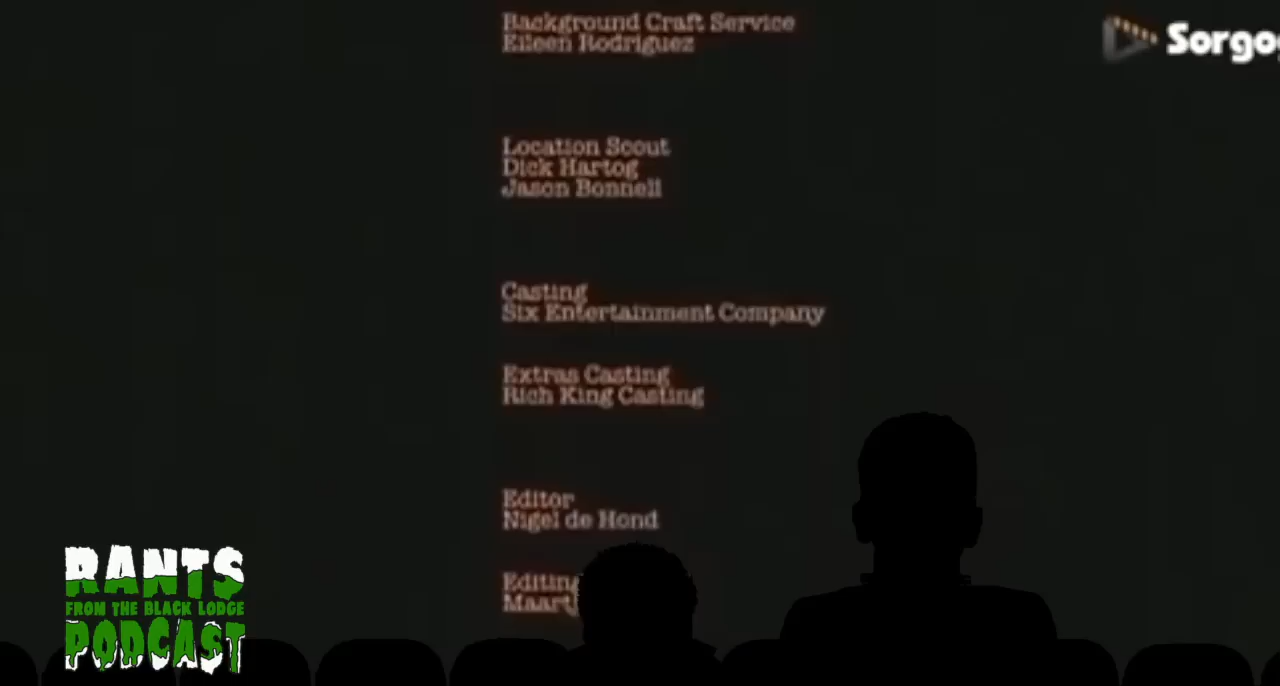 Background Craft Service
Eileen Rodriguez
Location Scout
Dick Hartog
Jason Bonnell
Casting
Six Entertainment Company
Extras Casting
Rich King Casting
Editor
Nigel de Hond
Editing
RANTS
FROM THE BLACK LODGE
PODCAST